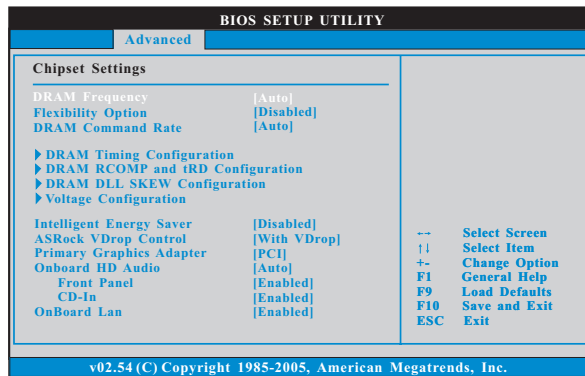 BIOS SETUP UTILITY
Advanced
Chipset Settings
DRAM Frequency [Auto]
Flexibility Option [Disabled]
DRAM Command Rate [Auto]
DRAM Timing Configuration
DRAM RCOMP and tRD Configuration
DRAM DLL SKEW Configuration
Voltage Configuration
Intelligent Energy Saver [Disabled]
ASRock VDrop Control [With VDrop]
Primary Graphics Adapter [PCI]
Onboard HD Audio [Auto]
Front Panel [Enabled]
CD-In [Enabled]
OnBoard Lan [Enabled]
←→ Select Screen
↑↓ Select Item
+- Change Option
F1 General Help
F9 Load Defaults
F10 Save and Exit
ESC Exit
v02.54 (C) Copyright 1985-2005, American Megatrends, Inc.